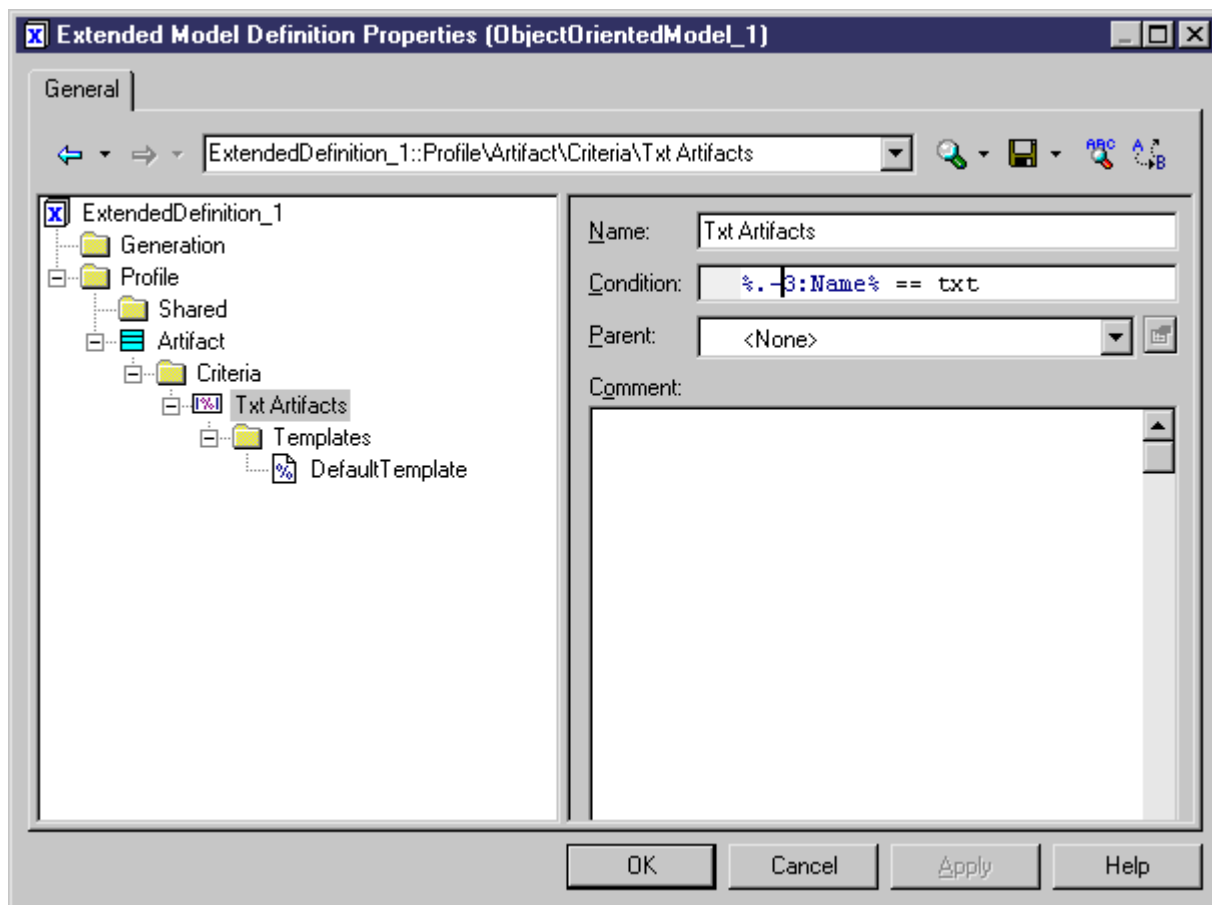 Extended Model Definition Properties (ObjectOrientedModel_1)
General
ExtendedDefinition_1::Profile\Artifact\Criteria\Txt Artifacts
ABC
A
B
ExtendedDefinition_1
Generation
Profile
Shared
Artifact
Criteria
Txt Artifacts
Templates
DefaultTemplate
Name: Txt Artifacts
Condition: %.-3:Name% == txt
Parent: <None>
Comment:
OK Cancel Apply Help